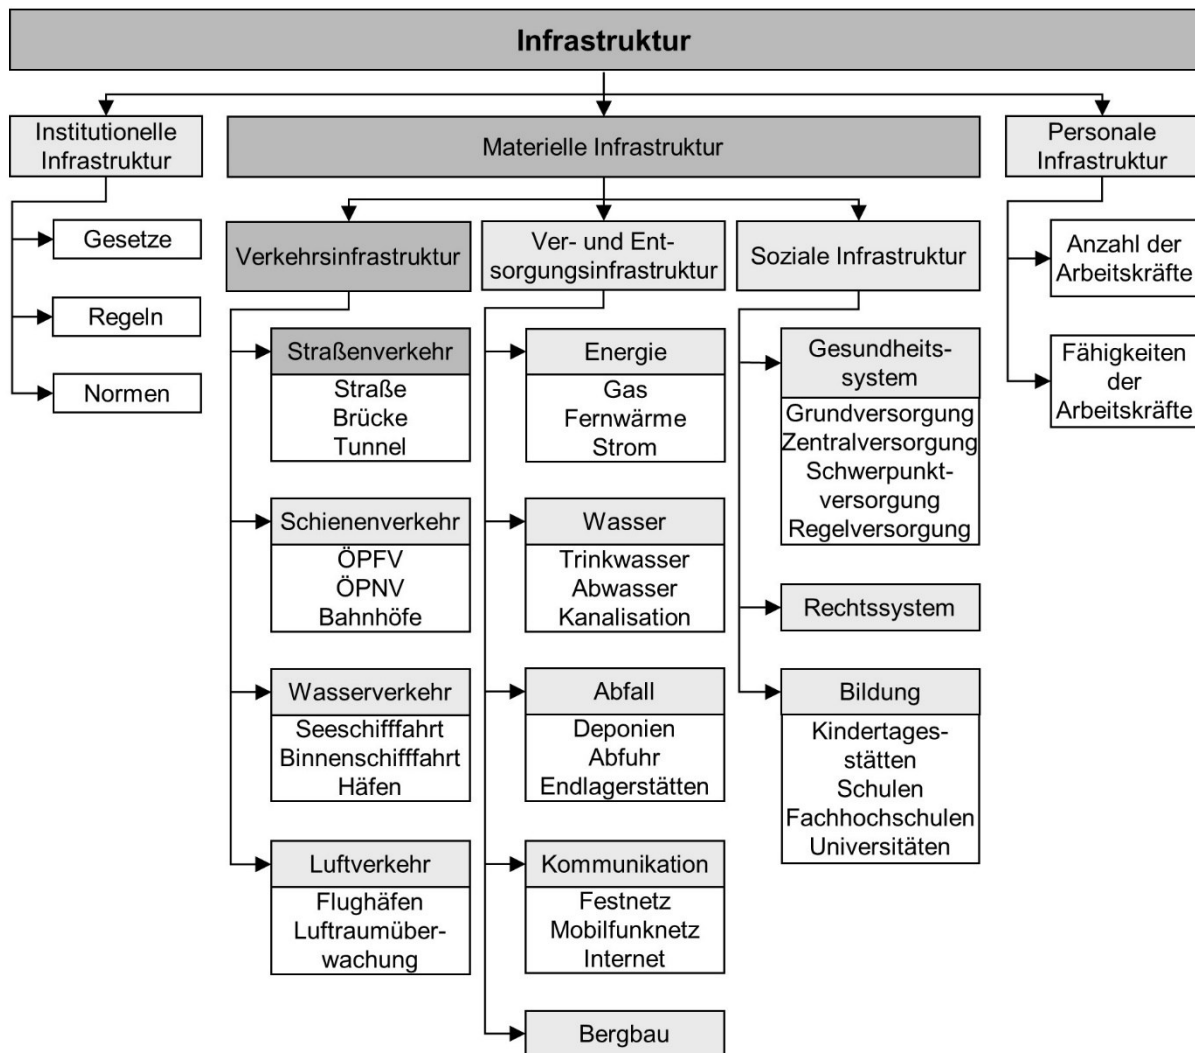 Infrastruktur
Institutionelle
Infrastruktur
Gesetze
Regeln
Normen
Materielle Infrastruktur
Verkehrsinfrastruktur
Straßenverkehr
Straße
Brücke
Tunnel
Schienenverkehr
ÖPFV
ÖPNV
Bahnhöfe
Wasserverkehr
Seeschifffahrt
Binnenschifffahrt
Häfen
Luftverkehr
Flughäfen
Luftraumüber-
wachung
Ver- und Ent-
sorgungsinfrastruktur
Energie
Gas
Fernwärme
Strom
Wasser
Trinkwasser
Abwasser
Kanalisation
Abfall
Deponien
Abfuhr
Endlagerstätten
Kommunikation
Festnetz
Mobilfunknetz
Internet
Bergbau
Soziale Infrastruktur
Gesundheits-
system
Grundversorgung
Zentralversorgung
Schwerpunkt-
versorgung
Regelversorgung
Rechtssystem
Bildung
Kindertages-
stätten
Schulen
Fachhochschulen
Universitäten
Personale
Infrastruktur
Anzahl der
Arbeitskräfte
Fähigkeiten
der
Arbeitskräfte